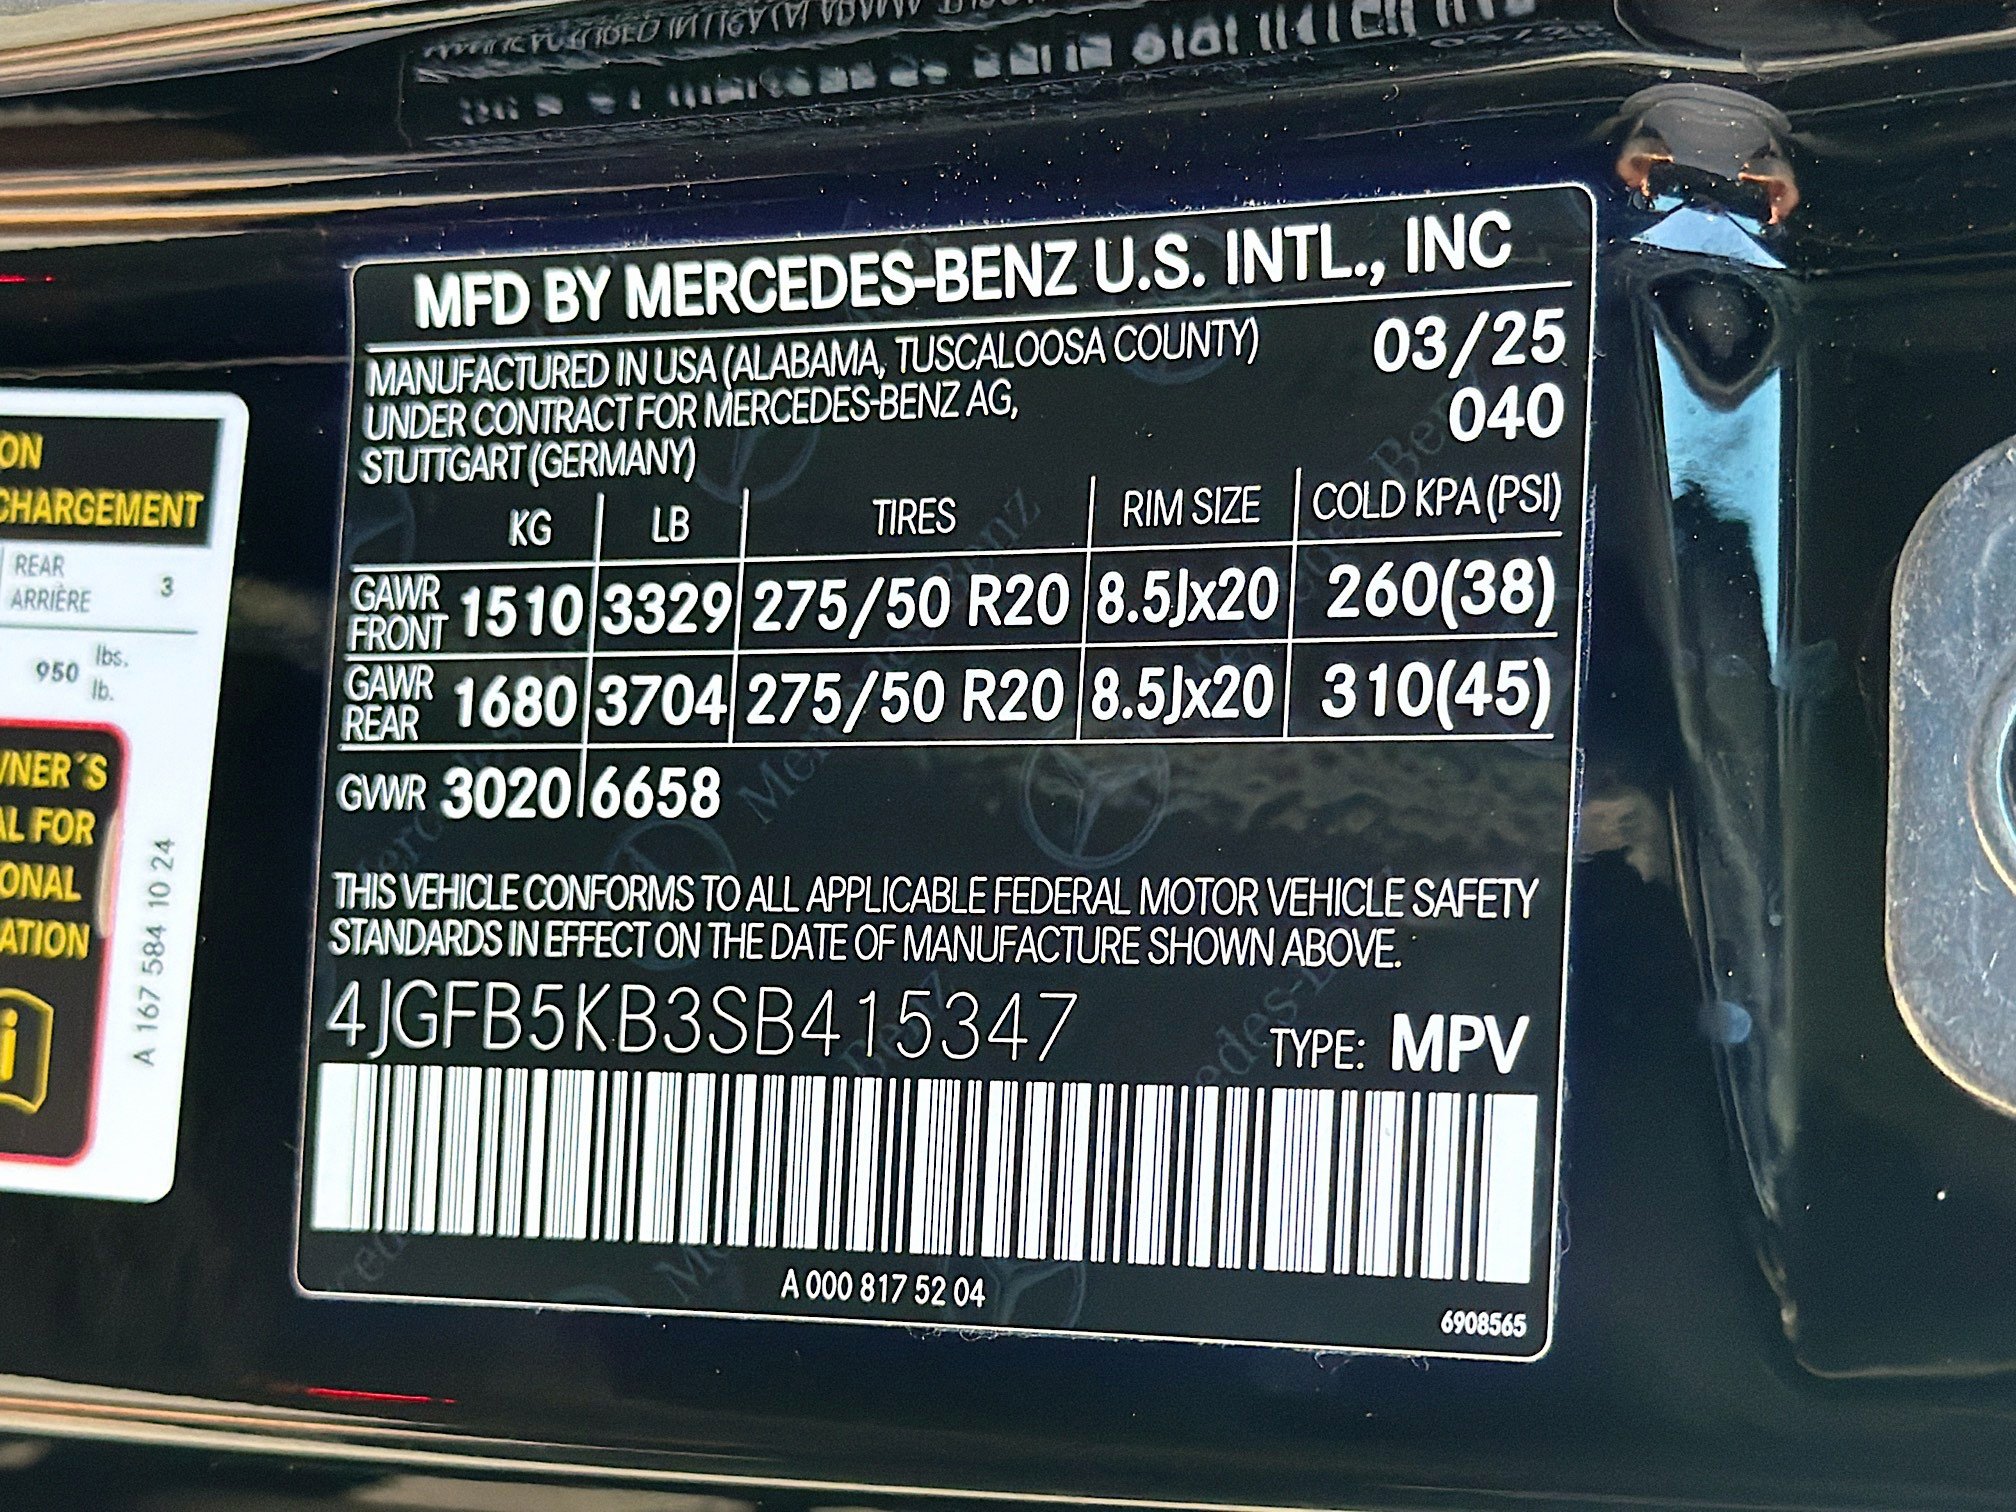 MFD BY MERCEDES-BENZ U.S. INTL., INC
MANUFACTURED IN USA (ALABAMA, TUSCALOOSA COUNTY) 03/25
UNDER CONTRACT FOR MERCEDES-BENZ AG, 040
STUTTGART (GERMANY)
KG LB TIRES RIM SIZE COLD KPA (PSI)
GAWR FRONT 1510 3329 275/50 R20 8.5Jx20 260(38)
GAWR REAR 1680 3704 275/50 R20 8.5Jx20 310(45)
GVWR 3020 6658
THIS VEHICLE CONFORMS TO ALL APPLICABLE FEDERAL MOTOR VEHICLE SAFETY
STANDARDS IN EFFECT ON THE DATE OF MANUFACTURE SHOWN ABOVE.
4JGFB5KB3SB415347 TYPE: MPV
A 000 817 52 04
6908565
ON
CHARGEMENT
REAR
ARRIÈRE 3
950 lbs.
lb.
NER´S
AL FOR
ONAL
ATION
i
A 167 584 10 24